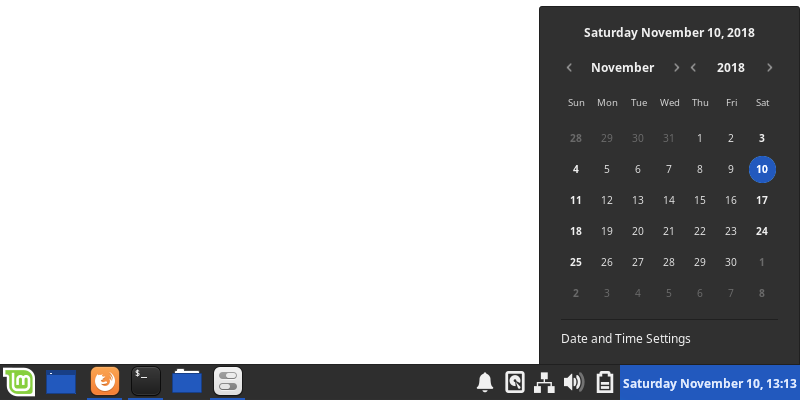 Saturday November 10, 2018
November 2018
Sun Mon Tue Wed Thu Fri Sat
28 29 30 31 1 2 3
4 5 6 7 8 9 10
11 12 13 14 15 16 17
18 19 20 21 22 23 24
25 26 27 28 29 30 1
2 3 4 5 6 7 8
Date and Time Settings
$_
Saturday November 10, 13:13